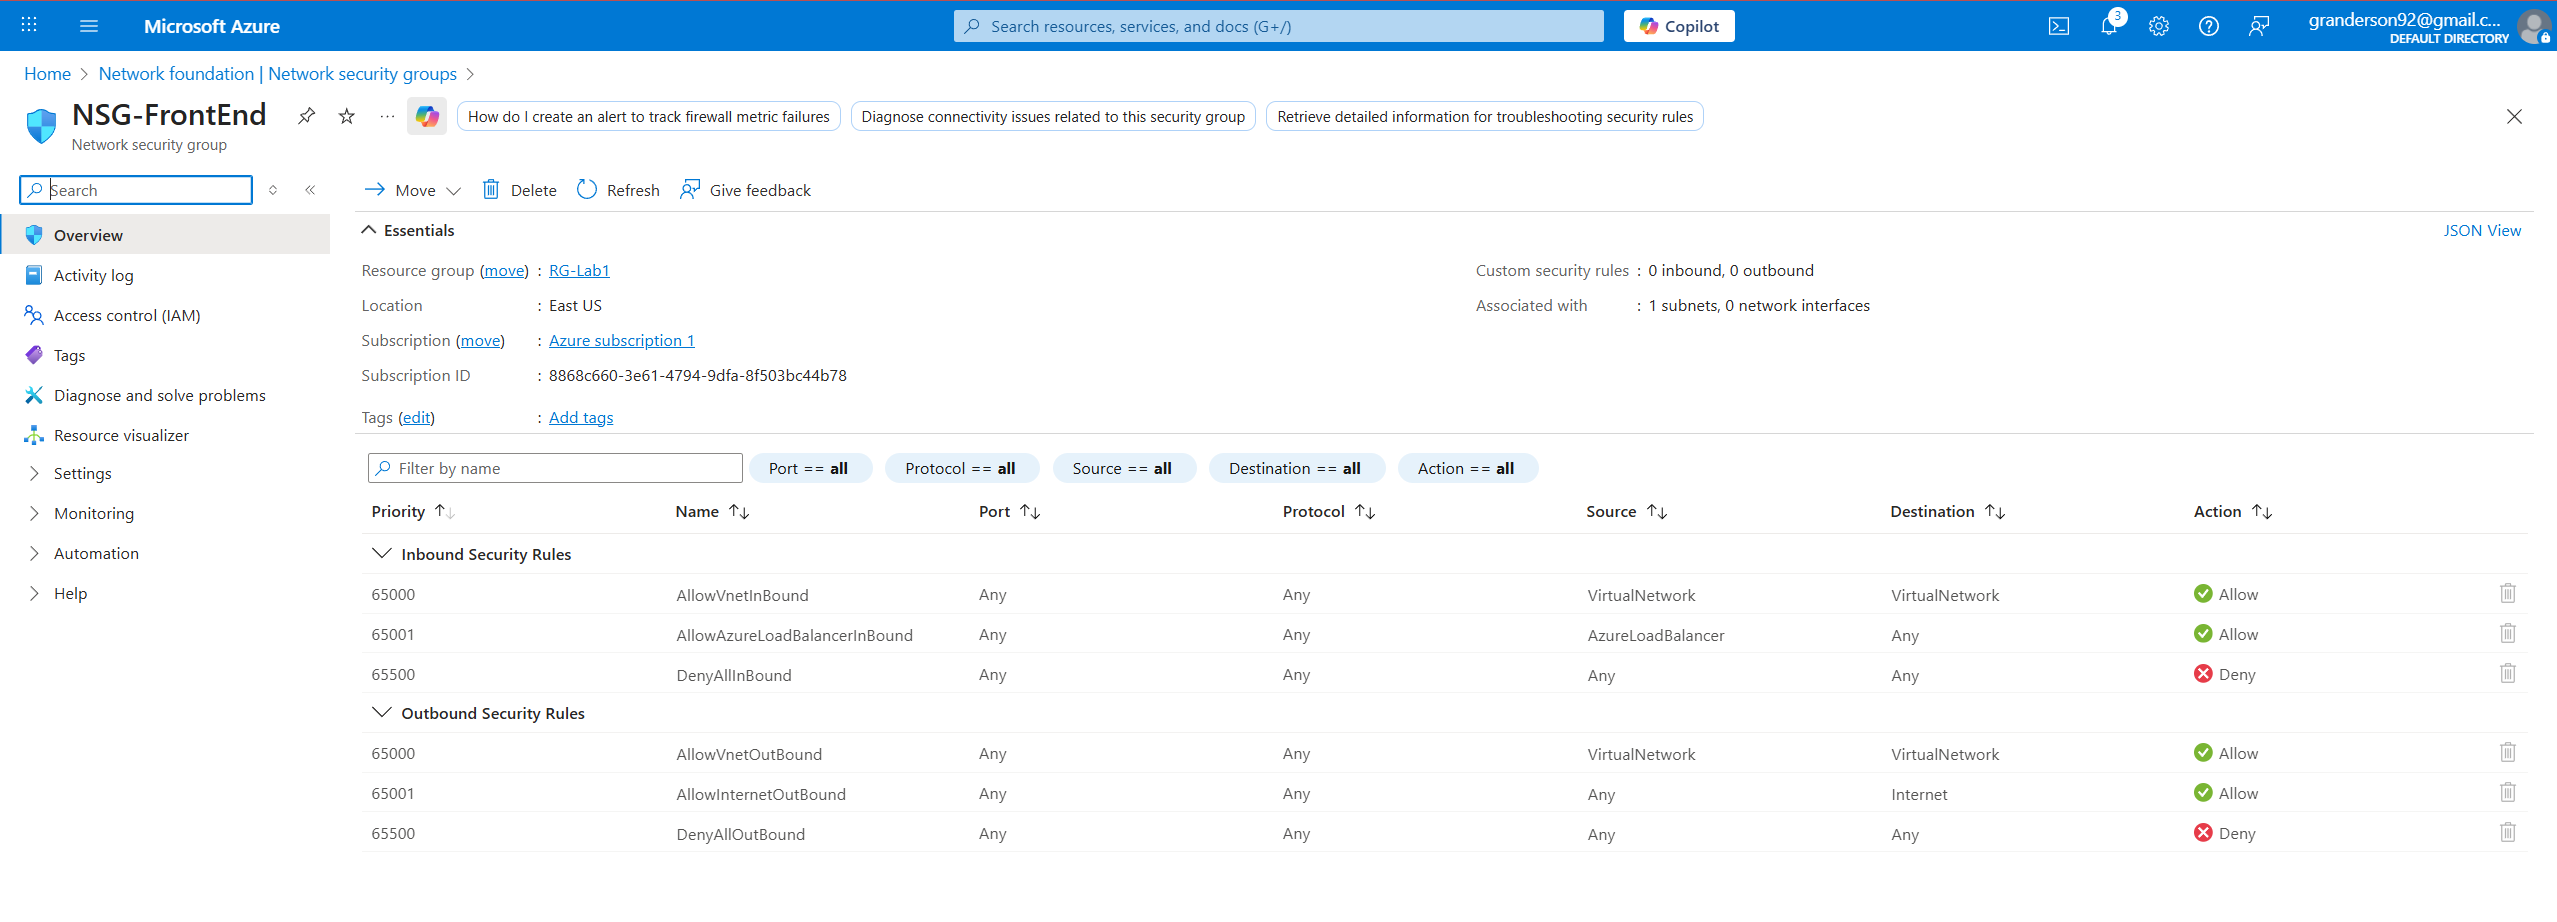 Microsoft Azure
Search resources, services, and docs (G+/)
Copilot
3
granderson92@gmail.c...
DEFAULT DIRECTORY
Home > Network foundation | Network security groups >
NSG-FrontEnd
Network security group
How do I create an alert to track firewall metric failures
Diagnose connectivity issues related to this security group
Retrieve detailed information for troubleshooting security rules
Search
Overview
Activity log
Access control (IAM)
Tags
Diagnose and solve problems
Resource visualizer
Settings
Monitoring
Automation
Help
Move Delete Refresh Give feedback
Essentials JSON View
Resource group (move) : RG-Lab1
Location : East US
Subscription (move) : Azure subscription 1
Subscription ID : 8868c660-3e61-4794-9dfa-8f503bc44b78
Tags (edit) : Add tags
Custom security rules : 0 inbound, 0 outbound
Associated with : 1 subnets, 0 network interfaces
Filter by name Port == all Protocol == all Source == all Destination == all Action == all
Priority Name Port Protocol Source Destination Action
Inbound Security Rules
65000 AllowVnetInBound Any Any VirtualNetwork VirtualNetwork Allow
65001 AllowAzureLoadBalancerInBound Any Any AzureLoadBalancer Any Allow
65500 DenyAllInBound Any Any Any Any Deny
Outbound Security Rules
65000 AllowVnetOutBound Any Any VirtualNetwork VirtualNetwork Allow
65001 AllowInternetOutBound Any Any Any Internet Allow
65500 DenyAllOutBound Any Any Any Any Deny